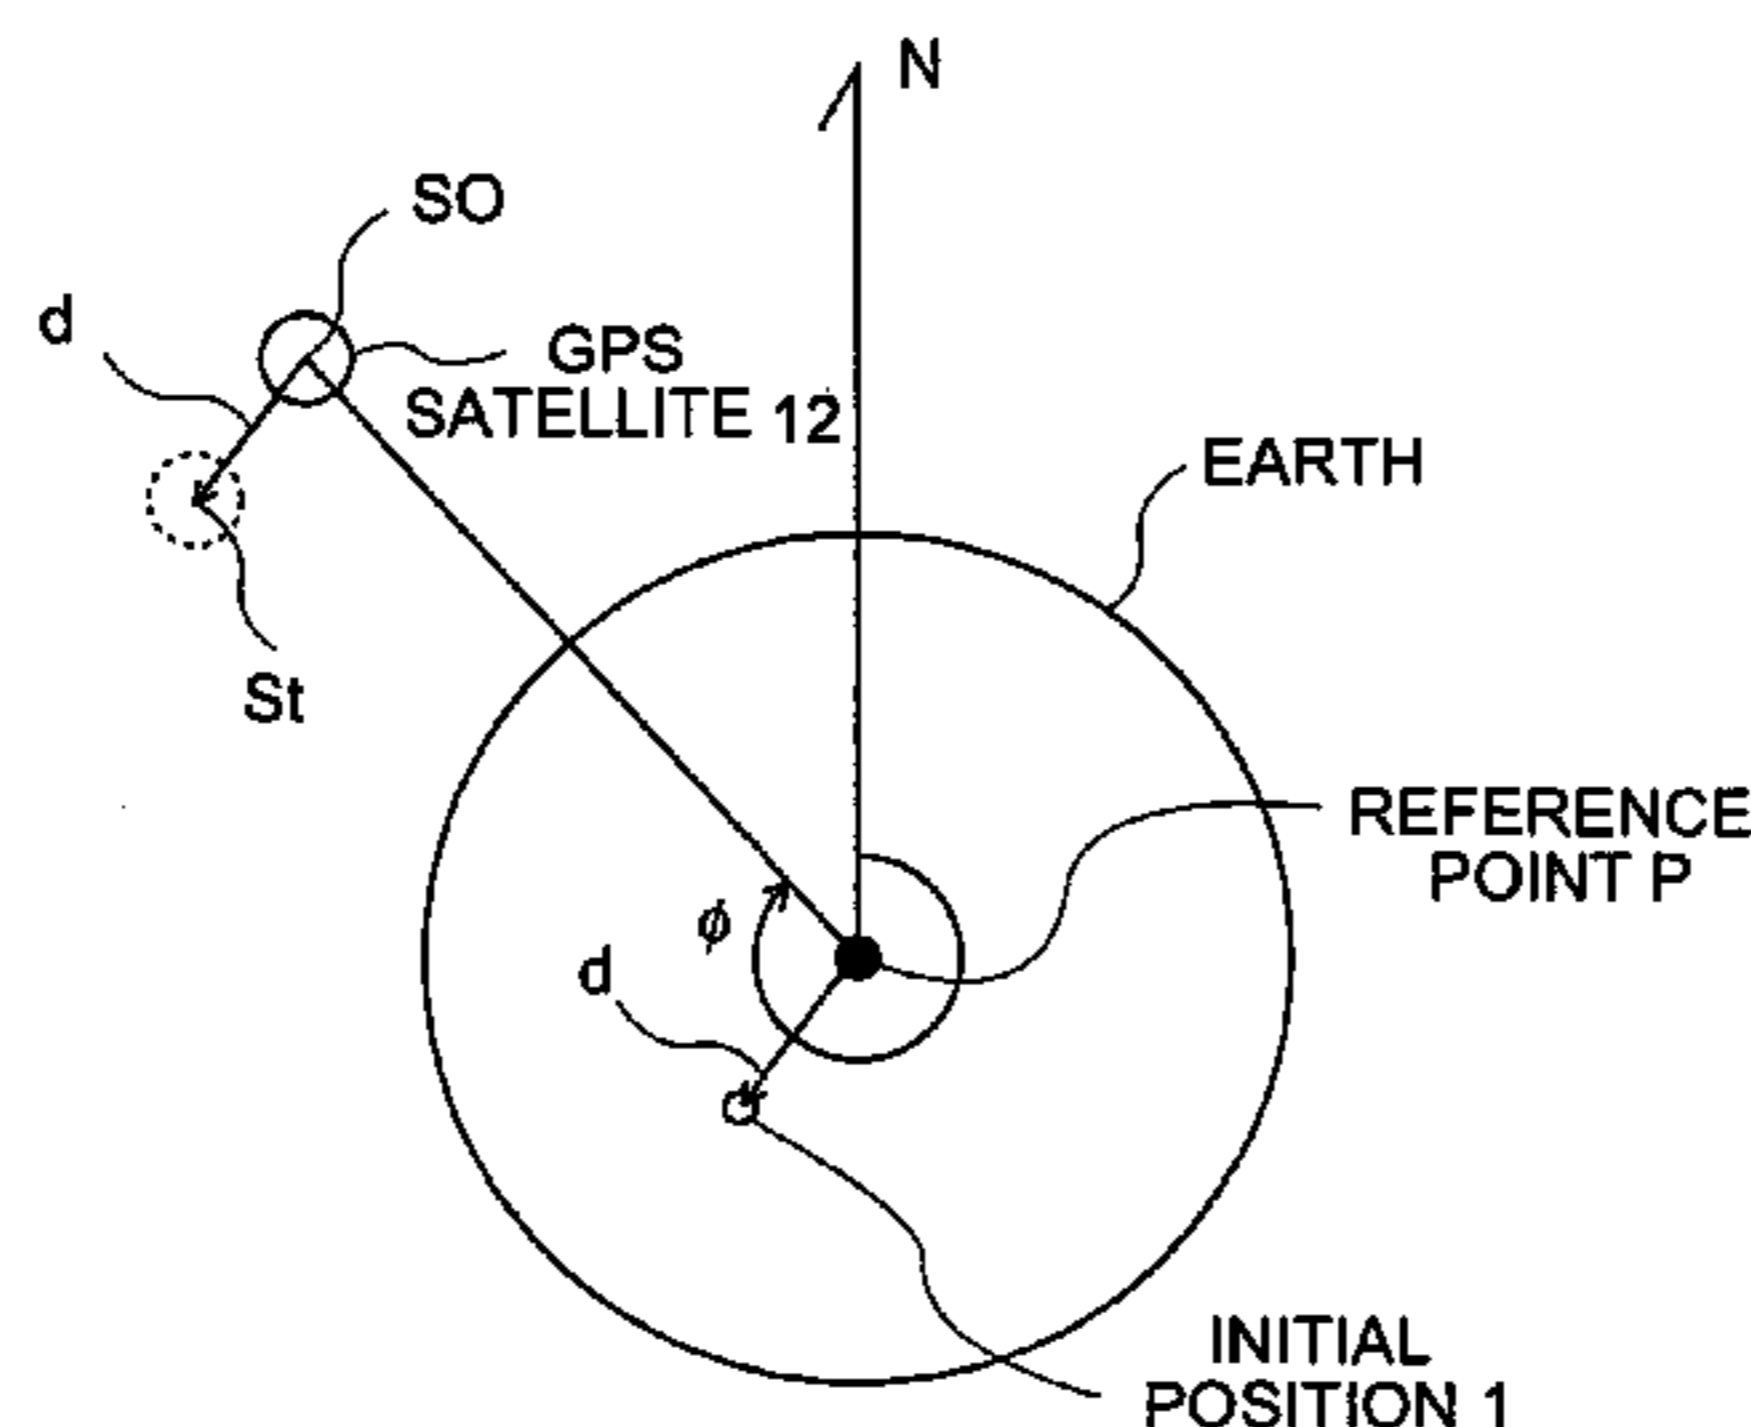 N
SO
d
GPS
SATELLITE 12
EARTH
St
REFERENCE
POINT P
ϕ
d
INITIAL
POSITION 1